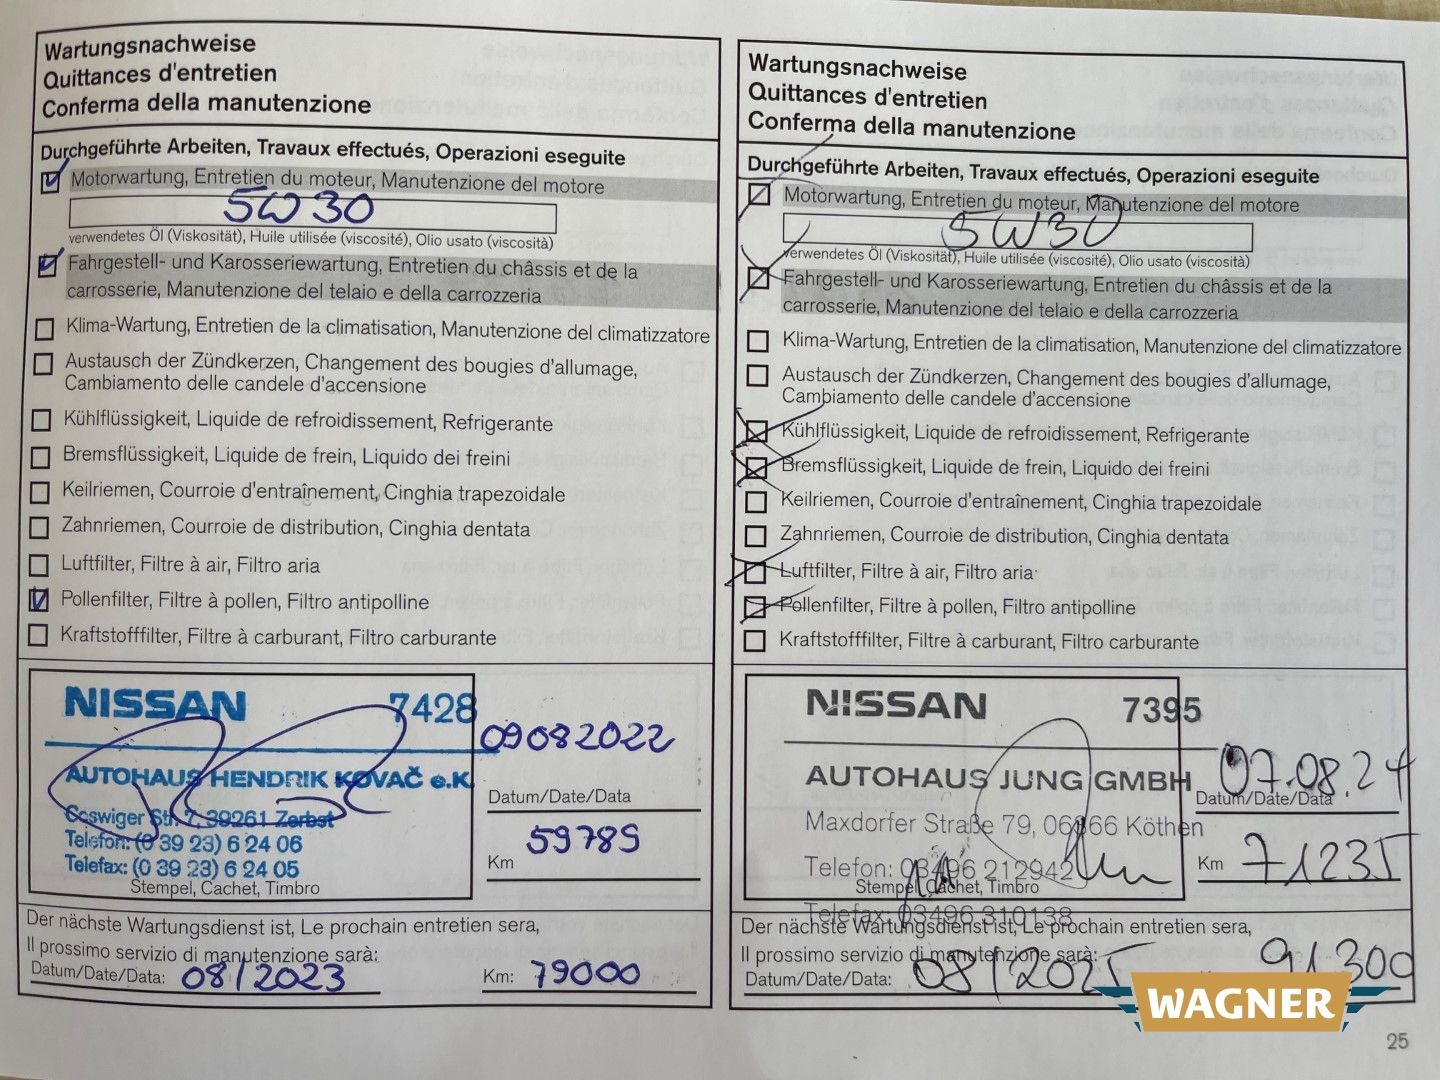 Wartungsnachweise
Quittances d'entretien
Conferma della manutenzione
Durchgeführte Arbeiten, Travaux effectués, Operazioni eseguite
Motorwartung, Entretien du moteur, Manutenzione del motore
5W30
verwendetes Öl (Viskosität), Huile utilisée (viscosité), Olio usato (viscosità)
Fahrgestell- und Karosseriewartung, Entretien du châssis et de la
carrosserie, Manutenzione del telaio e della carrozzeria
Klima-Wartung, Entretien de la climatisation, Manutenzione del climatizzatore
Austausch der Zündkerzen, Changement des bougies d'allumage,
Cambiamento delle candele d'accensione
Kühlflüssigkeit, Liquide de refroidissement, Refrigerante
Bremsflüssigkeit, Liquide de frein, Liquido dei freini
Keilriemen, Courroie d'entraînement, Cinghia trapezoidale
Zahnriemen, Courroie de distribution, Cinghia dentata
Luftfilter, Filtre à air, Filtro aria
Pollenfilter, Filtre à pollen, Filtro antipolline
Kraftstofffilter, Filtre à carburant, Filtro carburante
NISSAN 7428
AUTOHAUS HENDRIK KOVAČ e.K.
Coswiger Str. 7, 39261 Zerbst
Telefon: (0 39 23) 6 24 06
Telefax: (0 39 23) 6 24 05
Stempel, Cachet, Timbro
09082022
Datum/Date/Data
59789
Km
Der nächste Wartungsdienst ist, Le prochain entretien sera,
Il prossimo servizio di manutenzione sarà:
Datum/Date/Data: 08/2023 Km: 79000
Wartungsnachweise
Quittances d'entretien
Conferma della manutenzione
Durchgeführte Arbeiten, Travaux effectués, Operazioni eseguite
Motorwartung, Entretien du moteur, Manutenzione del motore
5W30
verwendetes Öl (Viskosität), Huile utilisée (viscosité), Olio usato (viscosità)
Fahrgestell- und Karosseriewartung, Entretien du châssis et de la
carrosserie, Manutenzione del telaio e della carrozzeria
Klima-Wartung, Entretien de la climatisation, Manutenzione del climatizzatore
Austausch der Zündkerzen, Changement des bougies d'allumage,
Cambiamento delle candele d'accensione
Kühlflüssigkeit, Liquide de refroidissement, Refrigerante
Bremsflüssigkeit, Liquide de frein, Liquido dei freini
Keilriemen, Courroie d'entraînement, Cinghia trapezoidale
Zahnriemen, Courroie de distribution, Cinghia dentata
Luftfilter, Filtre à air, Filtro aria
Pollenfilter, Filtre à pollen, Filtro antipolline
Kraftstofffilter, Filtre à carburant, Filtro carburante
NISSAN 7395
AUTOHAUS JUNG GMBH
Maxdorfer Straße 79, 06366 Köthen
Telefon: 03496 212942
Stempel, Cachet, Timbro
Telefax: 03496 310138
07.08.24
Datum/Date/Data
Km 71235
Der nächste Wartungsdienst ist, Le prochain entretien sera,
Il prossimo servizio di manutenzione sarà:
Datum/Date/Data: 08/2025 91300
WAGNER
25